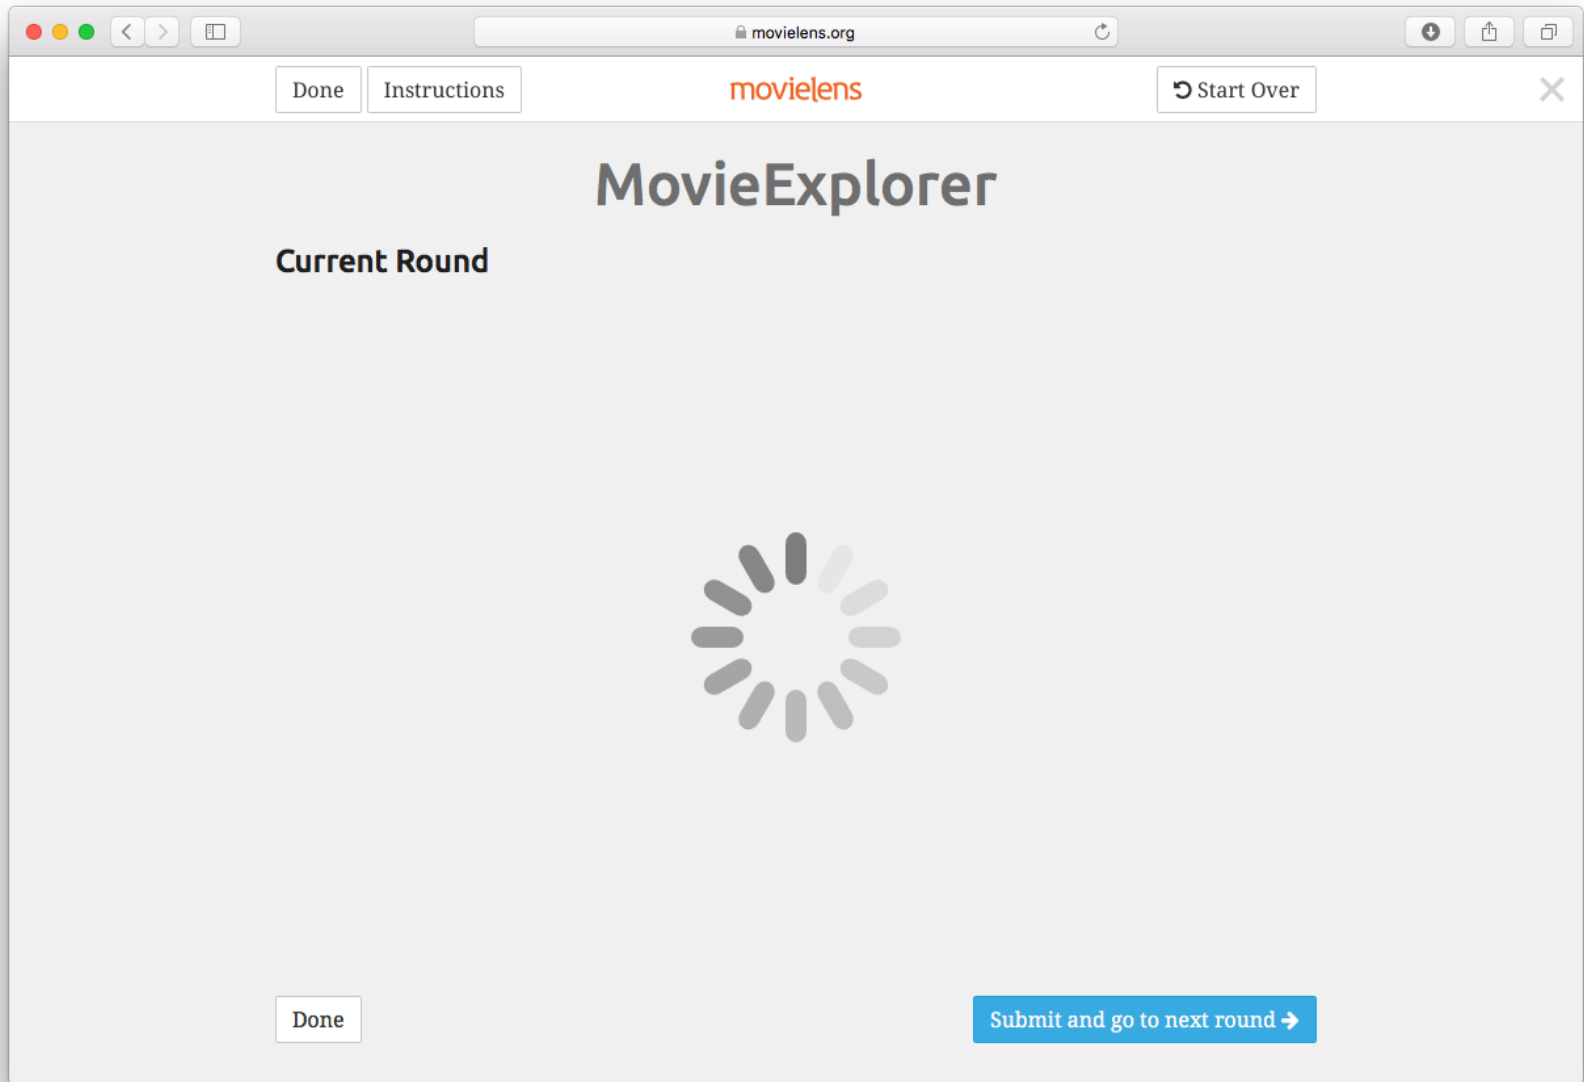 movielens.org
Done Instructions movielens Start Over
MovieExplorer
Current Round
Done Submit and go to next round